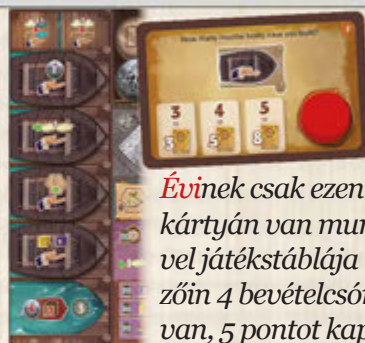 How many income boats have you built?
3 4 5
3 5 8
Évinek csak ezen
kártyán van mun
vel játékstáblája
zőin 4 bevételcsón
van, 5 pontot kap